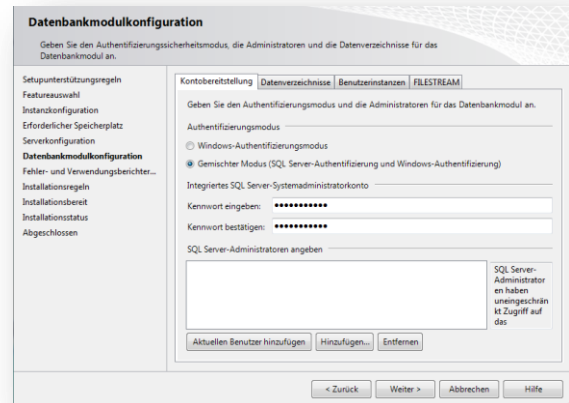 Datenbankmodulkonfiguration
Geben Sie den Authentifizierungssicherheitsmodus, die Administratoren und die Datenverzeichnisse für das
Datenbankmodul an.
Setupunterstützungsregeln
Featureauswahl
Instanzkonfiguration
Erforderlicher Speicherplatz
Serverkonfiguration
Datenbankmodulkonfiguration
Fehler- und Verwendungsberichter...
Installationsregeln
Installationsbereit
Installationsstatus
Abgeschlossen
Kontobereitstellung Datenverzeichnisse Benutzerinstanzen FILESTREAM
Geben Sie den Authentifizierungsmodus und die Administratoren für das Datenbankmodul an.
Authentifizierungsmodus
Windows-Authentifizierungsmodus
Gemischter Modus (SQL Server-Authentifizierung und Windows-Authentifizierung)
Integriertes SQL Server-Systemadministratorkonto
Kennwort eingeben: ●●●●●●●●●●●
Kennwort bestätigen: ●●●●●●●●●●●
SQL Server-Administratoren angeben
SQL Server-
Administrator
en haben
uneingeschrän
kt Zugriff auf
das
Aktuellen Benutzer hinzufügen Hinzufügen... Entfernen
< Zurück Weiter > Abbrechen Hilfe